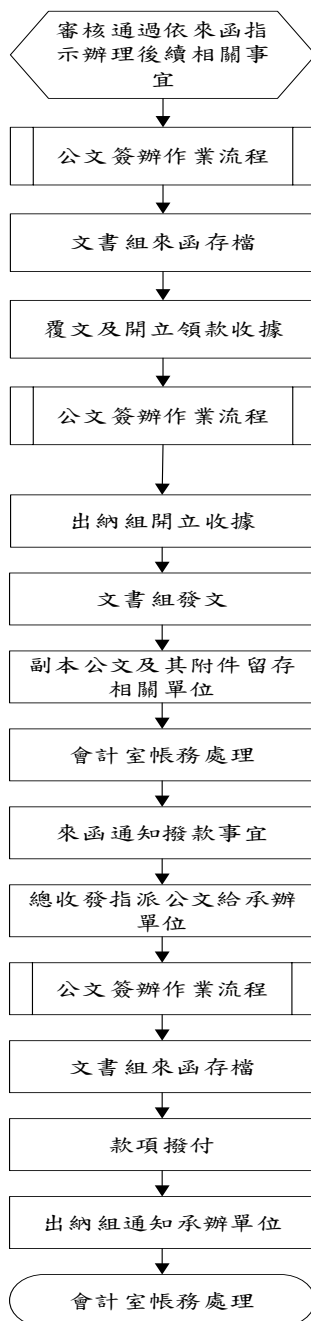 審核通過依來函指
示辦理後續相關事
宜
公文簽辦作業流程
文書組來函存檔
覆文及開立領款收據
公文簽辦作業流程
出納組開立收據
文書組發文
副本公文及其附件留存
相關單位
會計室帳務處理
來函通知撥款事宜
總收發指派公文給承辦
單位
公文簽辦作業流程
文書組來函存檔
款項撥付
出納組通知承辦單位
會計室帳務處理